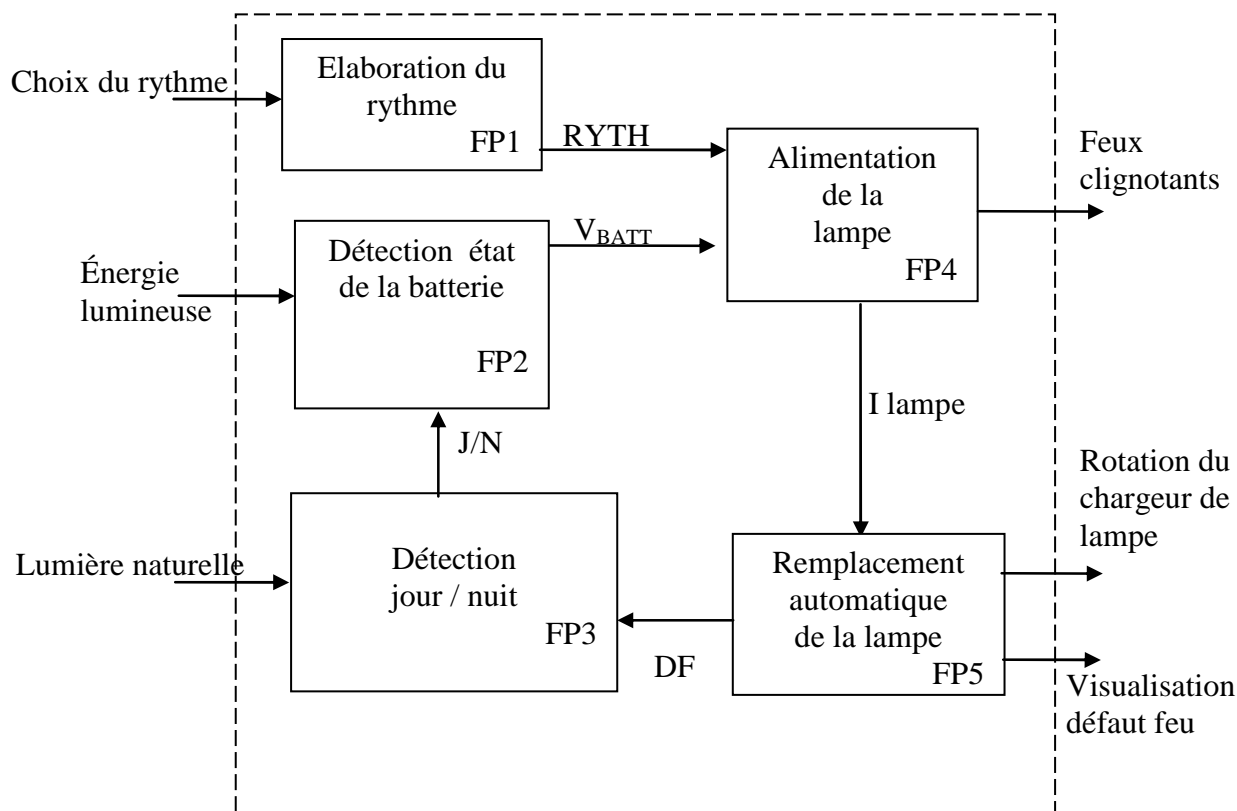 Choix du rythme
Elaboration du
rythme
FP1
RYTH
Alimentation
de la
lampe
FP4
Feux
clignotants
Énergie
lumineuse
Détection état
de la batterie
FP2
VBATT
I lampe
J/N
Lumière naturelle
Détection
jour / nuit
FP3
DF
Remplacement
automatique
de la lampe
FP5
Rotation du
chargeur de
lampe
Visualisation
défaut feu